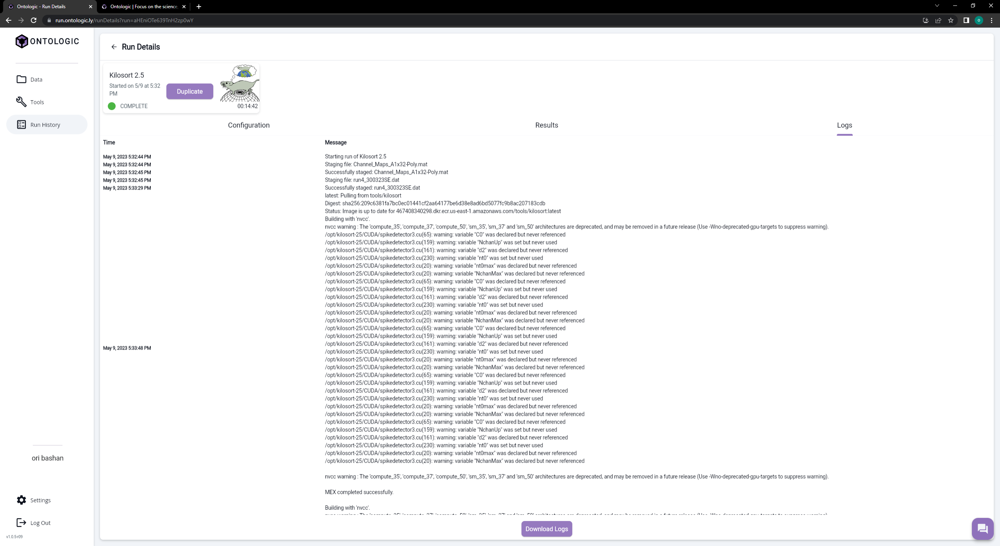 Ontologic - Run Details
Ontologic | Focus on the science,
run.ontologic.ly/runDetails?run=aHEniOTe639TnH2zp0wY
O
ONTOLOGIC
Data
Tools
Run History
ori bashan
Settings
Log Out
v1.0.5-r09
Run Details
Kilosort 2.5
Started on 5/9 at 5:32
PM
Duplicate
COMPLETE
00:14:42
Configuration
Results
Logs
Time
Message
May 9, 2023 5:32:44 PM
Starting run of Kilosort 2.5
May 9, 2023 5:32:44 PM
Staging file: Channel_Maps_A1x32-Poly.mat
May 9, 2023 5:32:45 PM
Successfully staged: Channel_Maps_A1x32-Poly.mat
May 9, 2023 5:32:45 PM
Staging file: run4_300323SE.dat
May 9, 2023 5:33:29 PM
Successfully staged: run4_300323SE.dat
latest: Pulling from tools/kilosort
Digest: sha256:209c6381fa7bc0ec01441cf2aa64177be6d38e8ad6bd5077fc9b8ac207183cdb
Status: Image is up to date for 467408340298.dkr.ecr.us-east-1.amazonaws.com/tools/kilosort:latest
Building with 'nvcc'.
nvcc warning : The 'compute_35', 'compute_37', 'compute_50', 'sm_35', 'sm_37' and 'sm_50' architectures are deprecated, and may be removed in a future release (Use -Wno-deprecated-gpu-targets to suppress warning).
/opt/kilosort-25/CUDA/spikedetector3.cu(65): warning: variable "C0" was declared but never referenced
/opt/kilosort-25/CUDA/spikedetector3.cu(159): warning: variable "NchanUp" was set but never used
/opt/kilosort-25/CUDA/spikedetector3.cu(161): warning: variable "d2" was declared but never referenced
/opt/kilosort-25/CUDA/spikedetector3.cu(230): warning: variable "nt0" was set but never used
/opt/kilosort-25/CUDA/spikedetector3.cu(20): warning: variable "nt0max" was declared but never referenced
/opt/kilosort-25/CUDA/spikedetector3.cu(20): warning: variable "NchanMax" was declared but never referenced
/opt/kilosort-25/CUDA/spikedetector3.cu(65): warning: variable "C0" was declared but never referenced
/opt/kilosort-25/CUDA/spikedetector3.cu(159): warning: variable "NchanUp" was set but never used
/opt/kilosort-25/CUDA/spikedetector3.cu(161): warning: variable "d2" was declared but never referenced
/opt/kilosort-25/CUDA/spikedetector3.cu(230): warning: variable "nt0" was set but never used
/opt/kilosort-25/CUDA/spikedetector3.cu(20): warning: variable "nt0max" was declared but never referenced
/opt/kilosort-25/CUDA/spikedetector3.cu(20): warning: variable "NchanMax" was declared but never referenced
/opt/kilosort-25/CUDA/spikedetector3.cu(65): warning: variable "C0" was declared but never referenced
/opt/kilosort-25/CUDA/spikedetector3.cu(159): warning: variable "NchanUp" was set but never used
/opt/kilosort-25/CUDA/spikedetector3.cu(161): warning: variable "d2" was declared but never referenced
May 9, 2023 5:33:48 PM
/opt/kilosort-25/CUDA/spikedetector3.cu(230): warning: variable "nt0" was set but never used
/opt/kilosort-25/CUDA/spikedetector3.cu(20): warning: variable "nt0max" was declared but never referenced
/opt/kilosort-25/CUDA/spikedetector3.cu(20): warning: variable "NchanMax" was declared but never referenced
/opt/kilosort-25/CUDA/spikedetector3.cu(65): warning: variable "C0" was declared but never referenced
/opt/kilosort-25/CUDA/spikedetector3.cu(159): warning: variable "NchanUp" was set but never used
/opt/kilosort-25/CUDA/spikedetector3.cu(161): warning: variable "d2" was declared but never referenced
/opt/kilosort-25/CUDA/spikedetector3.cu(230): warning: variable "nt0" was set but never used
/opt/kilosort-25/CUDA/spikedetector3.cu(20): warning: variable "nt0max" was declared but never referenced
/opt/kilosort-25/CUDA/spikedetector3.cu(20): warning: variable "NchanMax" was declared but never referenced
/opt/kilosort-25/CUDA/spikedetector3.cu(65): warning: variable "C0" was declared but never referenced
/opt/kilosort-25/CUDA/spikedetector3.cu(159): warning: variable "NchanUp" was set but never used
/opt/kilosort-25/CUDA/spikedetector3.cu(161): warning: variable "d2" was declared but never referenced
/opt/kilosort-25/CUDA/spikedetector3.cu(230): warning: variable "nt0" was set but never used
/opt/kilosort-25/CUDA/spikedetector3.cu(20): warning: variable "nt0max" was declared but never referenced
/opt/kilosort-25/CUDA/spikedetector3.cu(20): warning: variable "NchanMax" was declared but never referenced
nvcc warning : The 'compute_35', 'compute_37', 'compute_50', 'sm_35', 'sm_37' and 'sm_50' architectures are deprecated, and may be removed in a future release (Use -Wno-deprecated-gpu-targets to suppress warning).
MEX completed successfully.
Building with 'nvcc'.
nvcc warning : The 'compute_35', 'compute_37', 'compute_50', 'sm_35', 'sm_37' and 'sm_50' architectures are deprecated, and may be removed in a future release (Use -Wno-deprecated-gpu-targets to suppress warning).
Download Logs